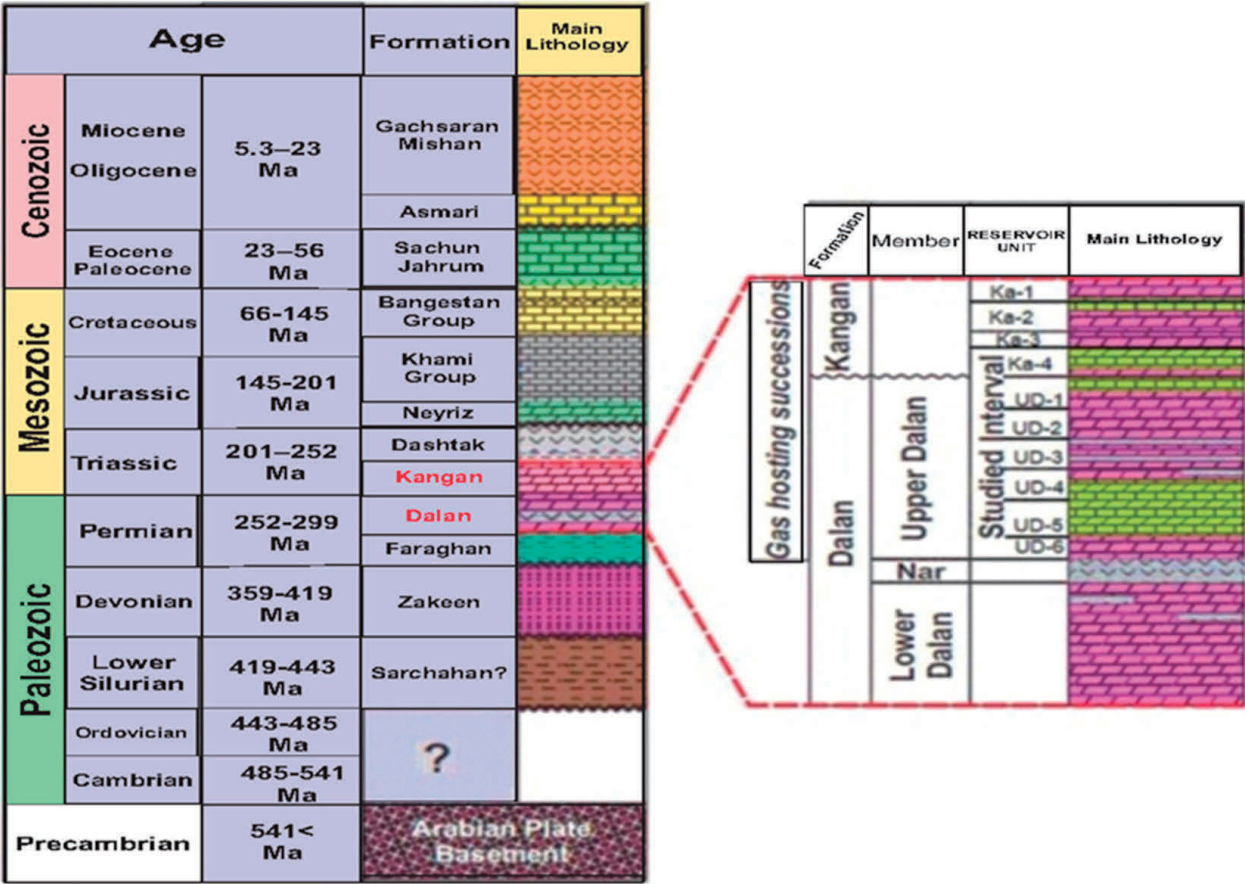 Age
Formation
Main
Lithology
Cenozoic
Miocene
Oligocene
5.3–23
Ma
Gachsaran
Mishan
Asmari
Eocene
Paleocene
23–56
Ma
Sachun
Jahrum
Mesozoic
Cretaceous
66-145
Ma
Bangestan
Group
Jurassic
145-201
Ma
Khami
Group
Neyriz
Triassic
201–252
Ma
Dashtak
Kangan
Paleozoic
Permian
252-299
Ma
Dalan
Faraghan
Devonian
359-419
Ma
Zakeen
Lower
Silurian
419-443
Ma
Sarchahan?
Ordovician
443-485
Ma
?
Cambrian
485-541
Ma
Precambrian
541<
Ma
Arabian Plate
Basement
Formation
Member
RESERVOIR
UNIT
Main Lithology
Gas hosting successions
Kangan
Dalan
Upper Dalan
Nar
Lower
Dalan
Studied Interval
Ka-1
Ka-2
Ka-3
Ka-4
UD-1
UD-2
UD-3
UD-4
UD-5
UD-6